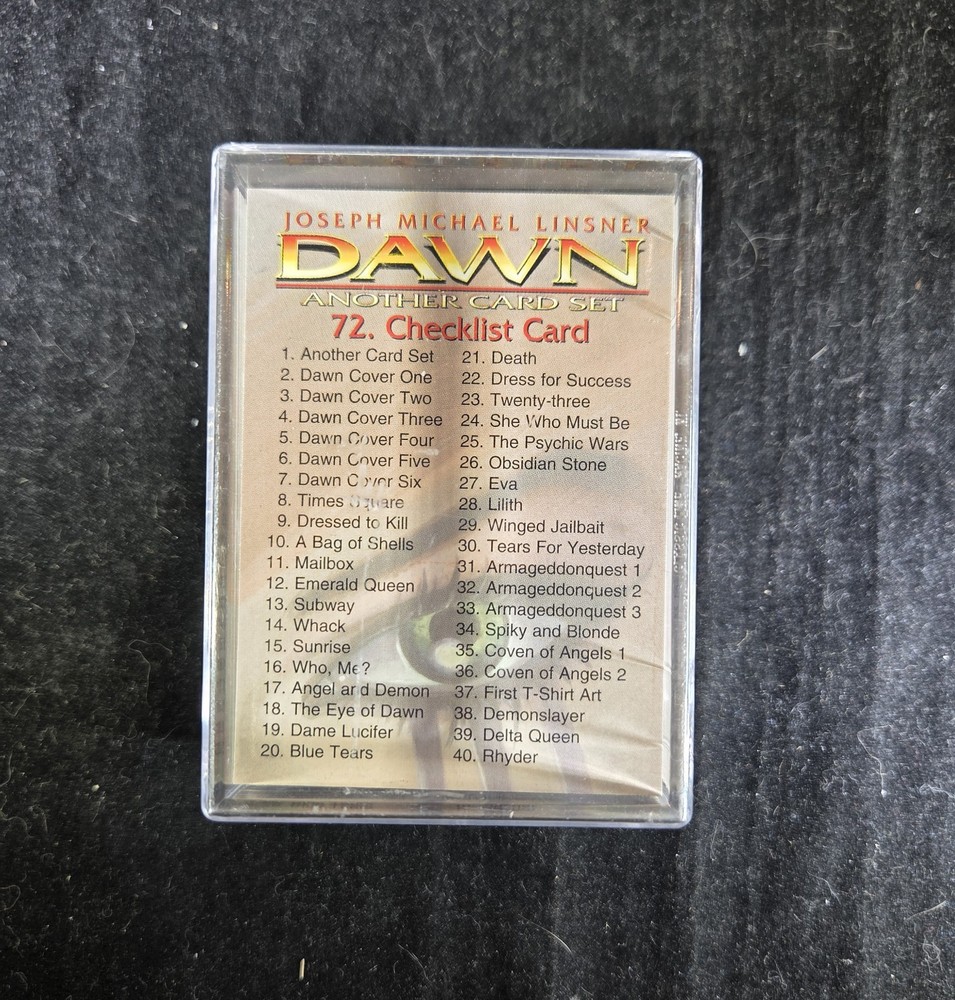 JOSEPH MICHAEL LINSNER
DAWN
ANOTHER CARD SET
72. Checklist Card
1. Another Card Set
2. Dawn Cover One
3. Dawn Cover Two
4. Dawn Cover Three
5. Dawn Cover Four
6. Dawn Cover Five
7. Dawn Cover Six
8. Times Square
9. Dressed to Kill
10. A Bag of Shells
11. Mailbox
12. Emerald Queen
13. Subway
14. Whack
15. Sunrise
16. Who, Me?
17. Angel and Demon
18. The Eye of Dawn
19. Dame Lucifer
20. Blue Tears
21. Death
22. Dress for Success
23. Twenty-three
24. She Who Must Be
25. The Psychic Wars
26. Obsidian Stone
27. Eva
28. Lilith
29. Winged Jailbait
30. Tears For Yesterday
31. Armageddonquest 1
32. Armageddonquest 2
33. Armageddonquest 3
34. Spiky and Blonde
35. Coven of Angels 1
36. Coven of Angels 2
37. First T-Shirt Art
38. Demonslayer
39. Delta Queen
40. Rhyder